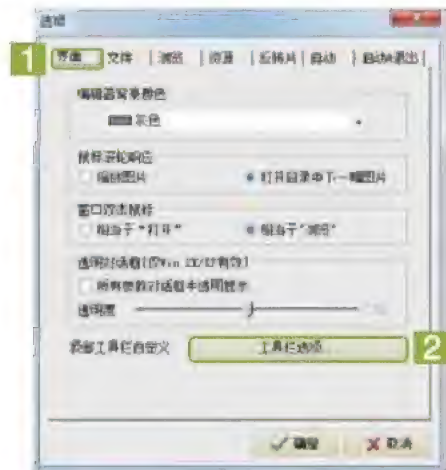 选项
1
界面 文件 浏览 资源 幻灯片 启动 启动和退出
编辑器背景颜色
灰色
鼠标滚轮响应
缩放图片 打开目录中下一幅图片
窗口双击鼠标
相当于"打开" 相当于"浏览"
透明对话框(仅Win 2K/XP有效)
所有参数对话框半透明显示
透明度
顶部工具栏自定义 工具栏选项... 2
确定 取消